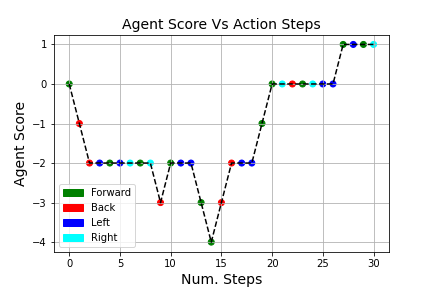 Agent Score Vs Action Steps
Agent Score
1
0
−1
−2
−3
−4
Forward
Back
Left
Right
0 5 10 15 20 25 30
Num. Steps